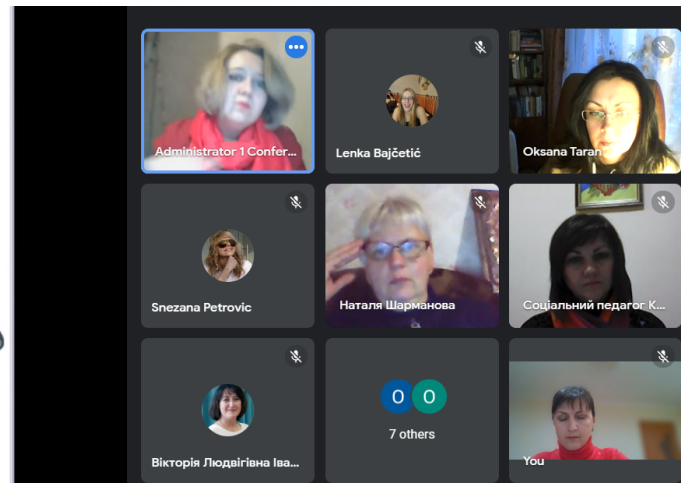 Administrator 1 Confer...
Lenka Bajčetić
Oksana Taran
Snezana Petrovic
Наталя Шарманова
Соціальний педагог К...
Вікторія Людвігівна Іва...
O O
7 others
You